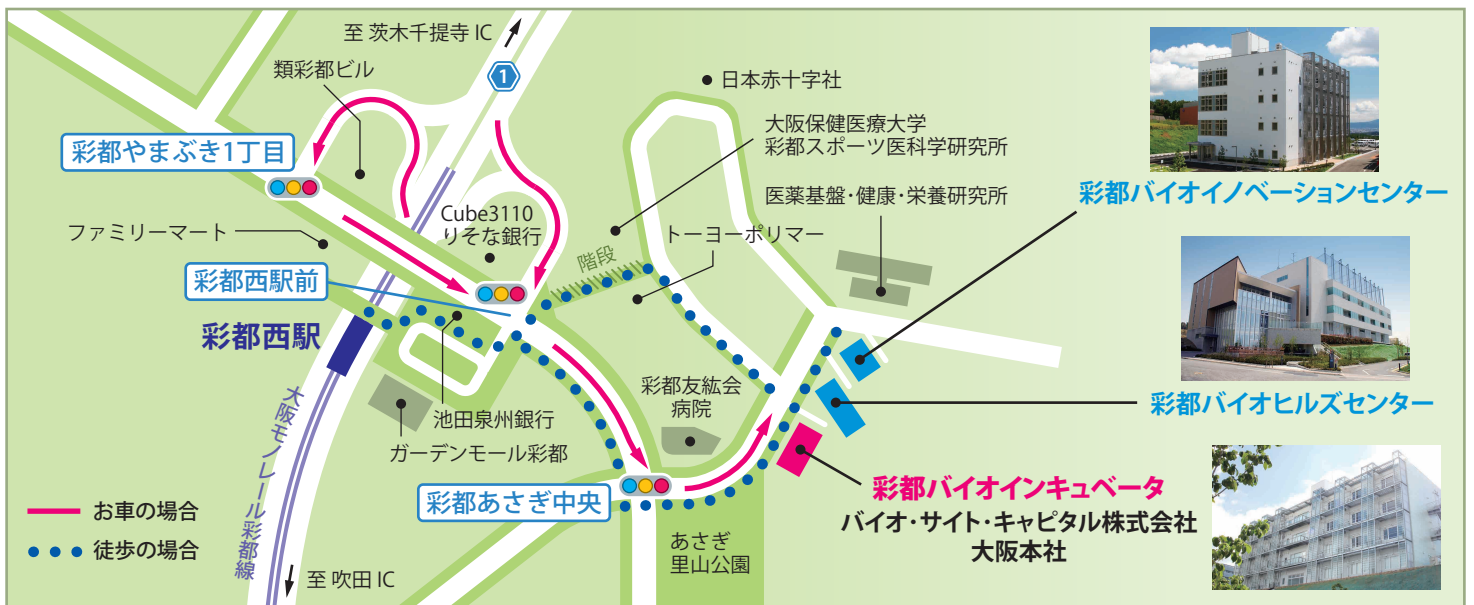 至 茨木千提寺 IC
1
類彩都ビル
日本赤十字社
大阪保健医療大学
彩都スポーツ医科学研究所
彩都やまぶき1丁目
彩都バイオイノベーションセンター
医薬基盤・健康・栄養研究所
Cube3110
りそな銀行
ファミリーマート
トーヨーポリマー
階段
彩都西駅前
彩都西駅
彩都友紘会
病院
彩都バイオヒルズセンター
池田泉州銀行
ガーデンモール彩都
大阪モノレール彩都線
彩都バイオインキュベータ
バイオ・サイト・キャピタル株式会社
大阪本社
彩都あさぎ中央
お車の場合
徒歩の場合
あさぎ
里山公園
至 吹田 IC